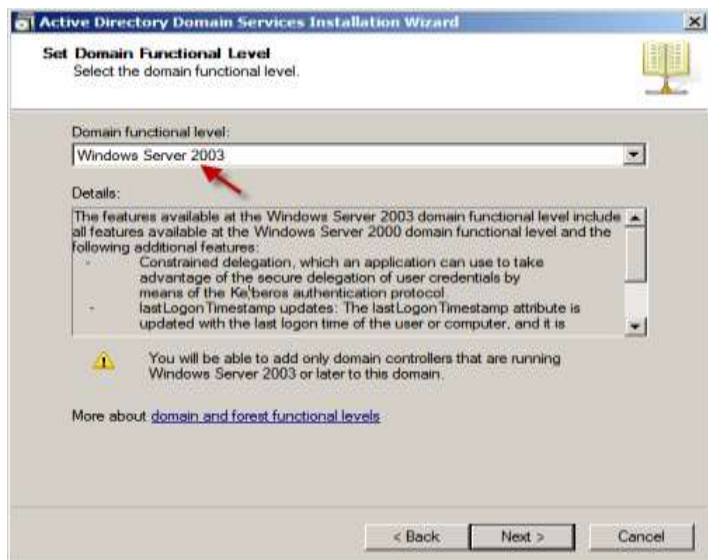 Active Directory Domain Services Installation Wizard
Set Domain Functional Level
Select the domain functional level.
Domain functional level:
Windows Server 2003
Details:
The features available at the Windows Server 2003 domain functional level include
all features available at the Windows Server 2000 domain functional level and the
following additional features:
- Constrained delegation, which an application can use to take
advantage of the secure delegation of user credentials by
means of the Kerberos authentication protocol.
- lastLogonTimestamp updates: The lastLogonTimestamp attribute is
updated with the last logon time of the user or computer, and it is
You will be able to add only domain controllers that are running
Windows Server 2003 or later to this domain.
More about domain and forest functional levels
< Back
Next >
Cancel